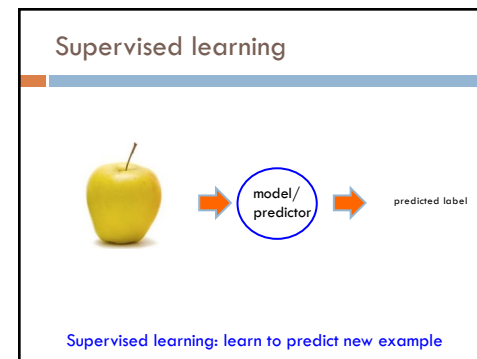 Supervised learning
model/
predictor
predicted label
Supervised learning: learn to predict new example